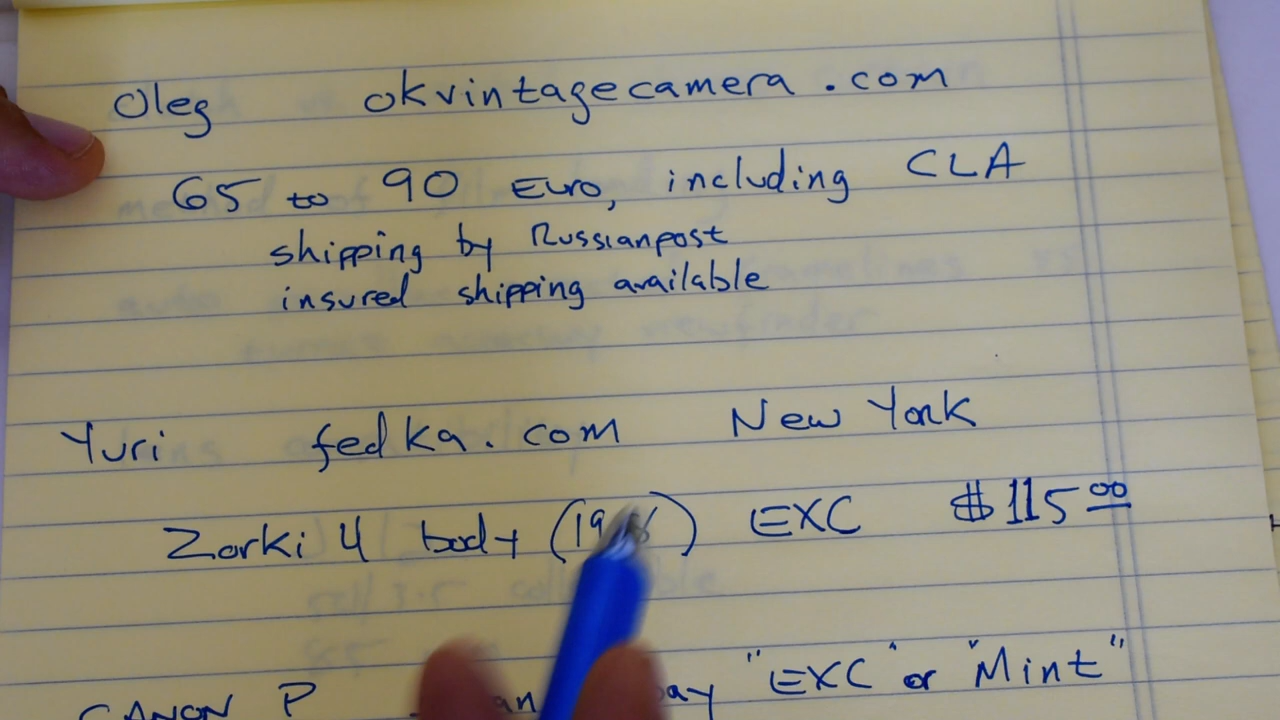 Oleg okvintagecamera.com
65 to 90 Euro, including CLA
shipping by Russianpost
insured shipping available
Yuri fedka.com New York
Zorki 4 body EXC $115.00
CANON P "EXC" or "Mint"